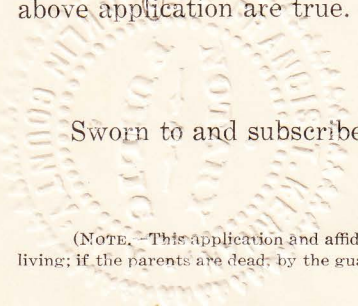 above application are true.
Sworn to and subscribe
(NOTE.—This application and affid
living; if the parents are dead, by the gua